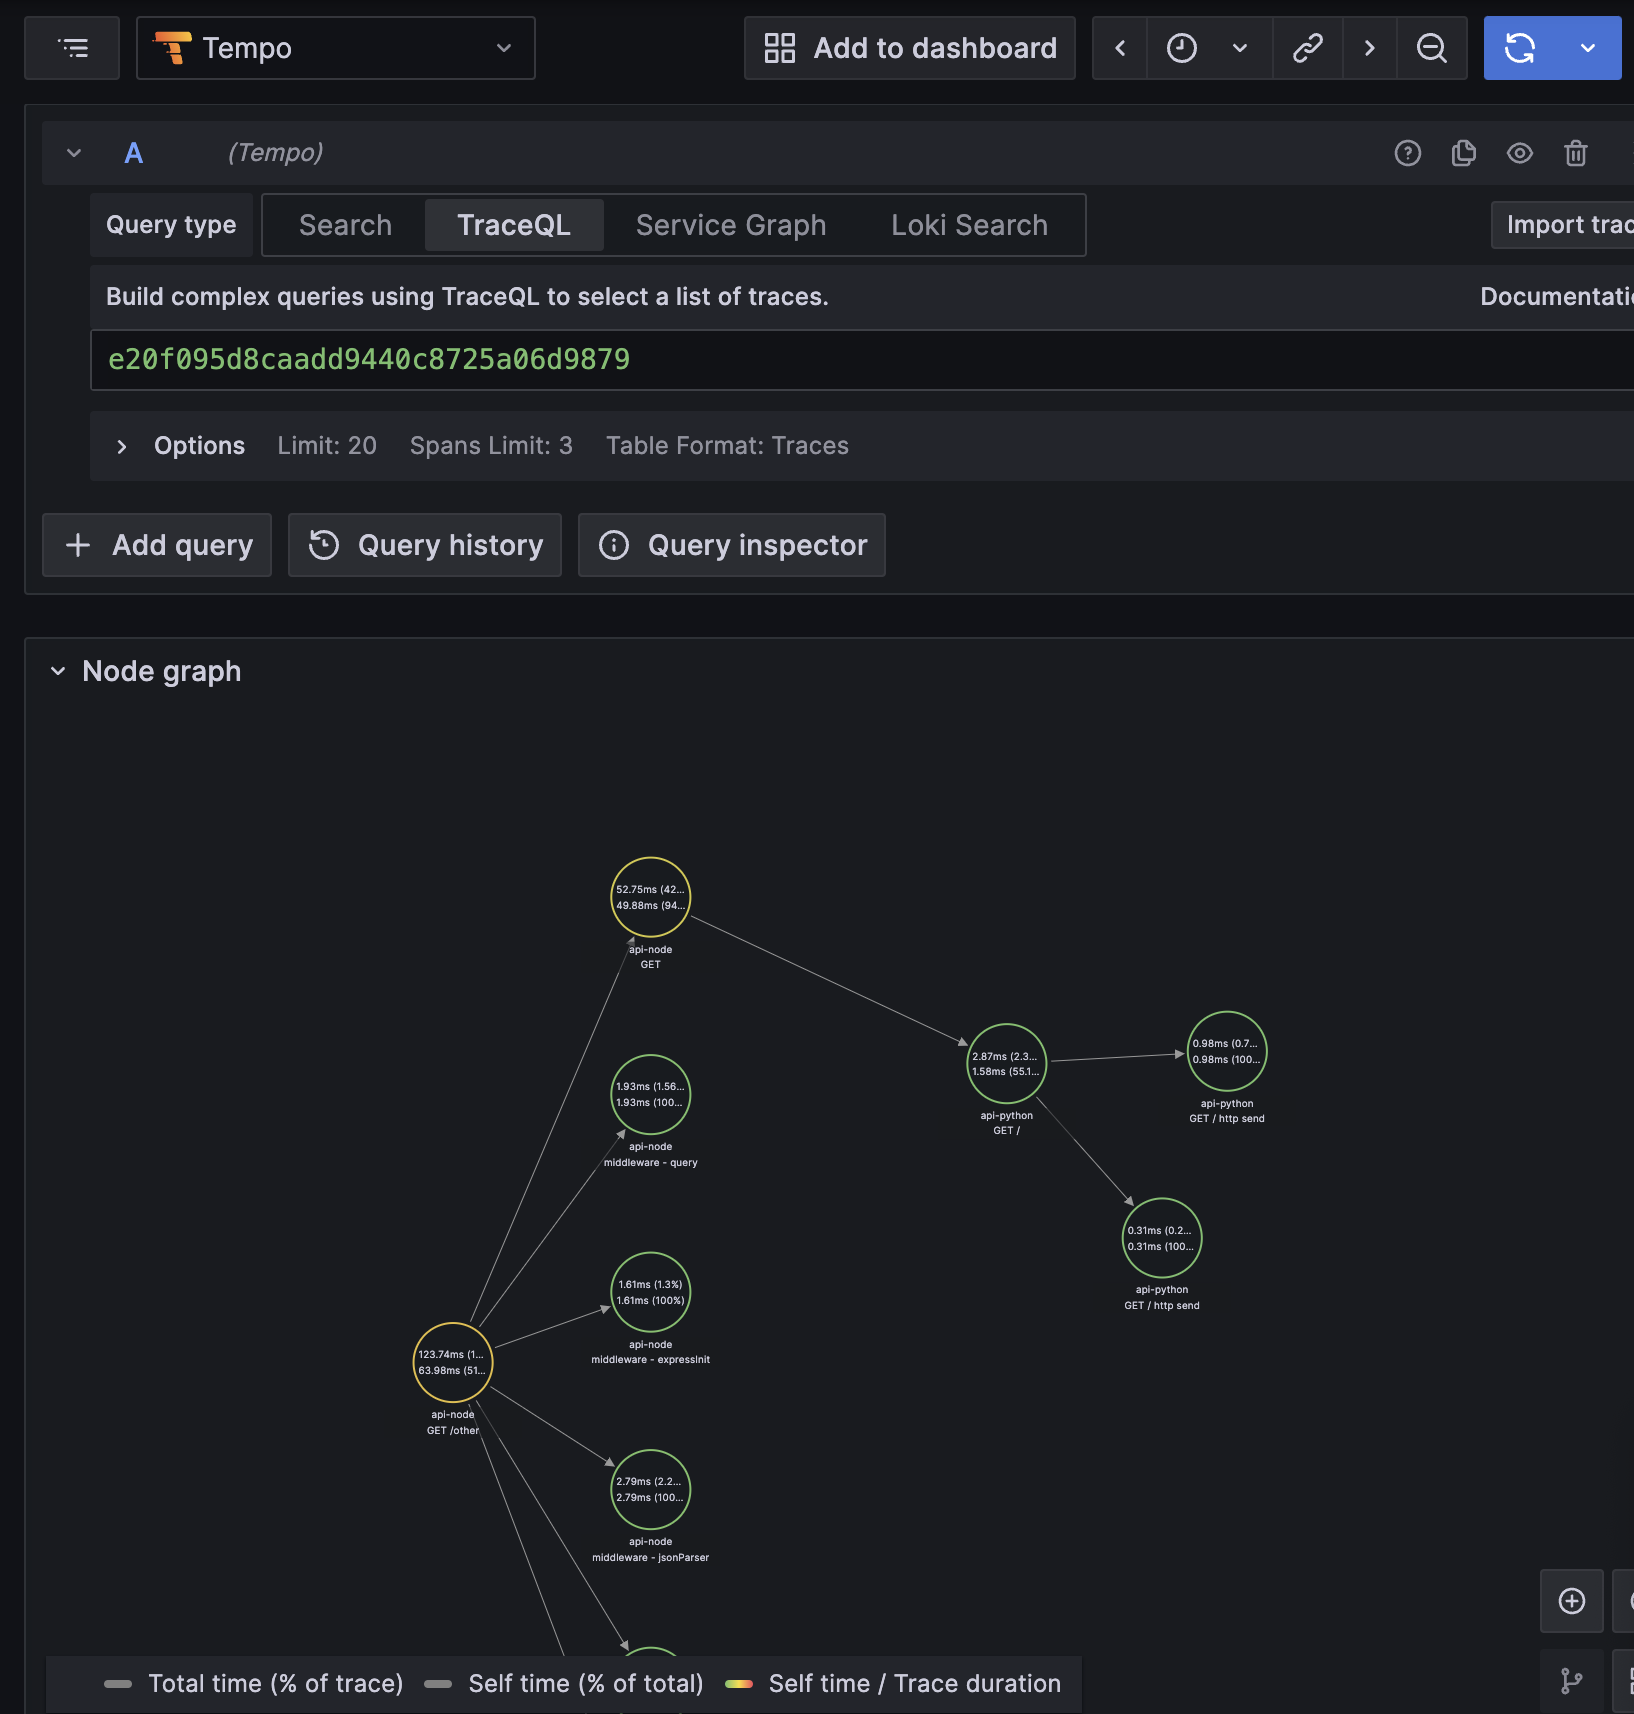 Tempo
Add to dashboard
A
(Tempo)
Query type
Search
TraceQL
Service Graph
Loki Search
Import trac
Build complex queries using TraceQL to select a list of traces.
Documentati
e20f095d8caadd9440c8725a06d9879
Options
Limit: 20
Spans Limit: 3
Table Format: Traces
Add query
Query history
Query inspector
Node graph
52.75ms (42...
49.88ms (94...
api-node
GET
2.87ms (2.3...
1.58ms (55.1...
api-python
GET /
0.98ms (0.7...
0.98ms (100...
api-python
GET / http send
1.93ms (1.56...
1.93ms (100...
api-node
middleware - query
0.31ms (0.2...
0.31ms (100...
api-python
GET / http send
1.61ms (1.3%)
1.61ms (100%)
api-node
middleware - expressInit
123.74ms (1...
63.98ms (51...
api-node
GET /other
2.79ms (2.2...
2.79ms (100...
api-node
middleware - jsonParser
Total time (% of trace)
Self time (% of total)
Self time / Trace duration